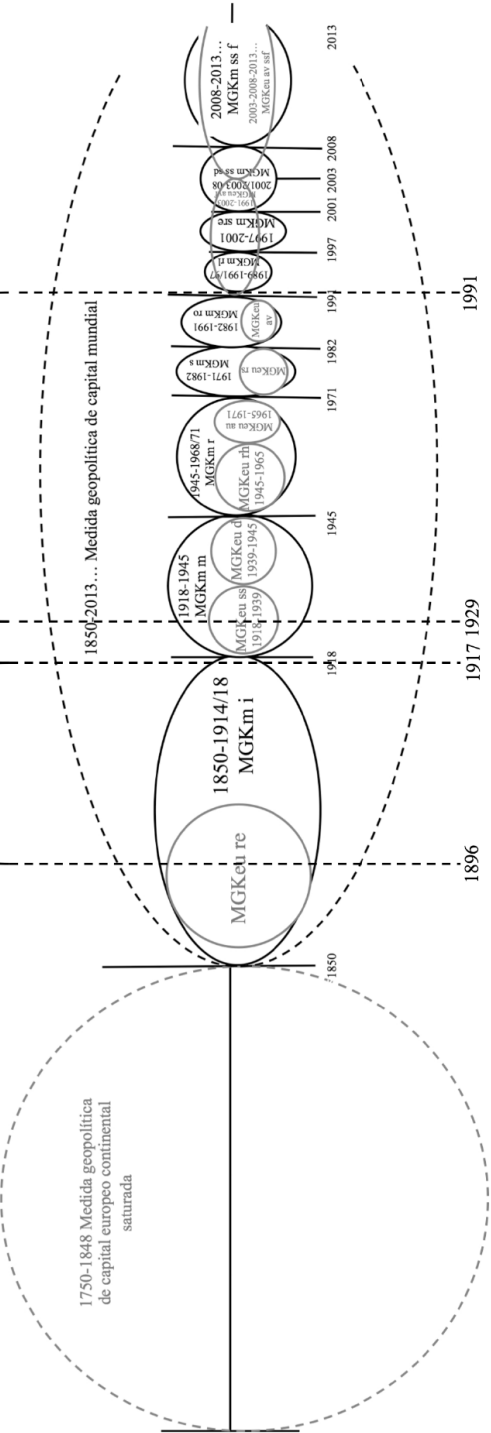 1750-1848 Medida geopolítica
de capital europeo continental
saturada
1850-2013… Medida geopolítica de capital mundial
1850-1914/18
MGKm i
MGKeu re
1918-1945
MGKm m
MGKeu ss
1918-1939
MGKeu d
1939-1945
1945-1968/71
MGKm r
MGKeu rh
1945-1965
MGKeu au
1965-1971
1971-1982
MGKm s
MGKeu rs
1982-1991
MGKm ro
MGKeu
av
1989-1991/97
MGKm rl
1997-2001
MGKm sre
2001/2003-08
MGKm ss sd
1991-2003
2008-2013…
MGKm ss f
2003-2008-2013…
MGKeu av ssf
1850
1918
1945
1971
1982
1991
1997
2001
2003
2008
2013
1896
1917
1929
1991